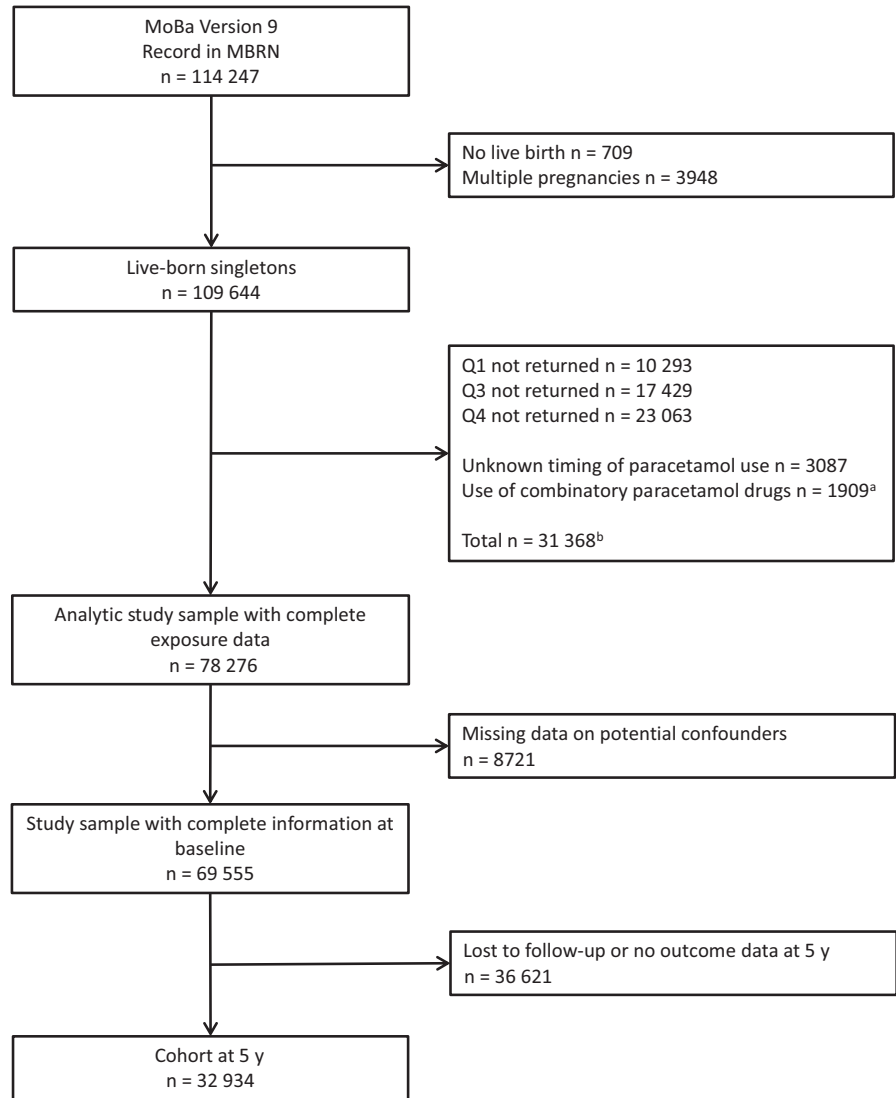 MoBa Version 9
Record in MBRN
n = 114 247
No live birth n = 709
Multiple pregnancies n = 3948
Live-born singletons
n = 109 644
Q1 not returned n = 10 293
Q3 not returned n = 17 429
Q4 not returned n = 23 063
Unknown timing of paracetamol use n = 3087
Use of combinatory paracetamol drugs n = 1909ᵃ
Total n = 31 368ᵇ
Analytic study sample with complete
exposure data
n = 78 276
Missing data on potential confounders
n = 8721
Study sample with complete information at
baseline
n = 69 555
Lost to follow-up or no outcome data at 5 y
n = 36 621
Cohort at 5 y
n = 32 934